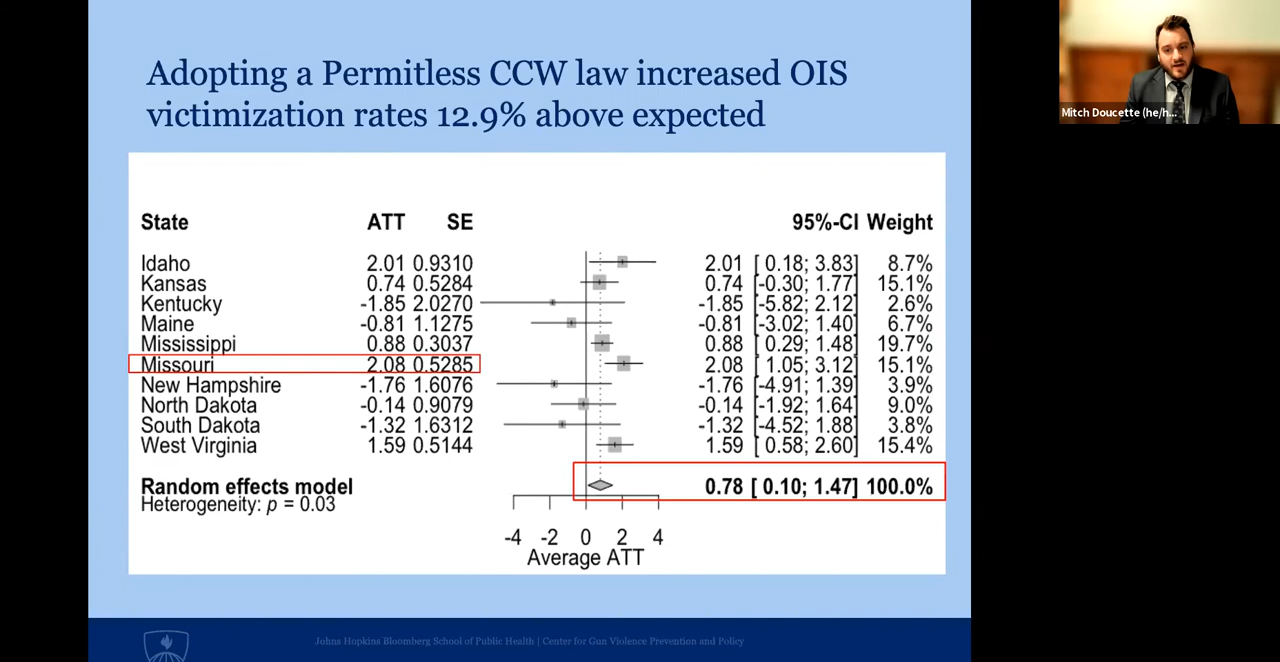 Adopting a Permitless CCW law increased OIS
victimization rates 12.9% above expected
Mitch Doucette (he/h...
State ATT SE 95%-CI Weight
Idaho 2.01 0.9310 2.01 [ 0.18; 3.83] 8.7%
Kansas 0.74 0.5284 0.74 [-0.30; 1.77] 15.1%
Kentucky -1.85 2.0270 -1.85 [-5.82; 2.12] 2.6%
Maine -0.81 1.1275 -0.81 [-3.02; 1.40] 6.7%
Mississippi 0.88 0.3037 0.88 [ 0.29; 1.48] 19.7%
Missouri 2.08 0.5285 2.08 [ 1.05; 3.12] 15.1%
New Hampshire -1.76 1.6076 -1.76 [-4.91; 1.39] 3.9%
North Dakota -0.14 0.9079 -0.14 [-1.92; 1.64] 9.0%
South Dakota -1.32 1.6312 -1.32 [-4.52; 1.88] 3.8%
West Virginia 1.59 0.5144 1.59 [ 0.58; 2.60] 15.4%
Random effects model 0.78 [ 0.10; 1.47] 100.0%
Heterogeneity: p = 0.03
-4 -2 0 2 4
Average ATT
Johns Hopkins Bloomberg School of Public Health | Center for Gun Violence Prevention and Policy